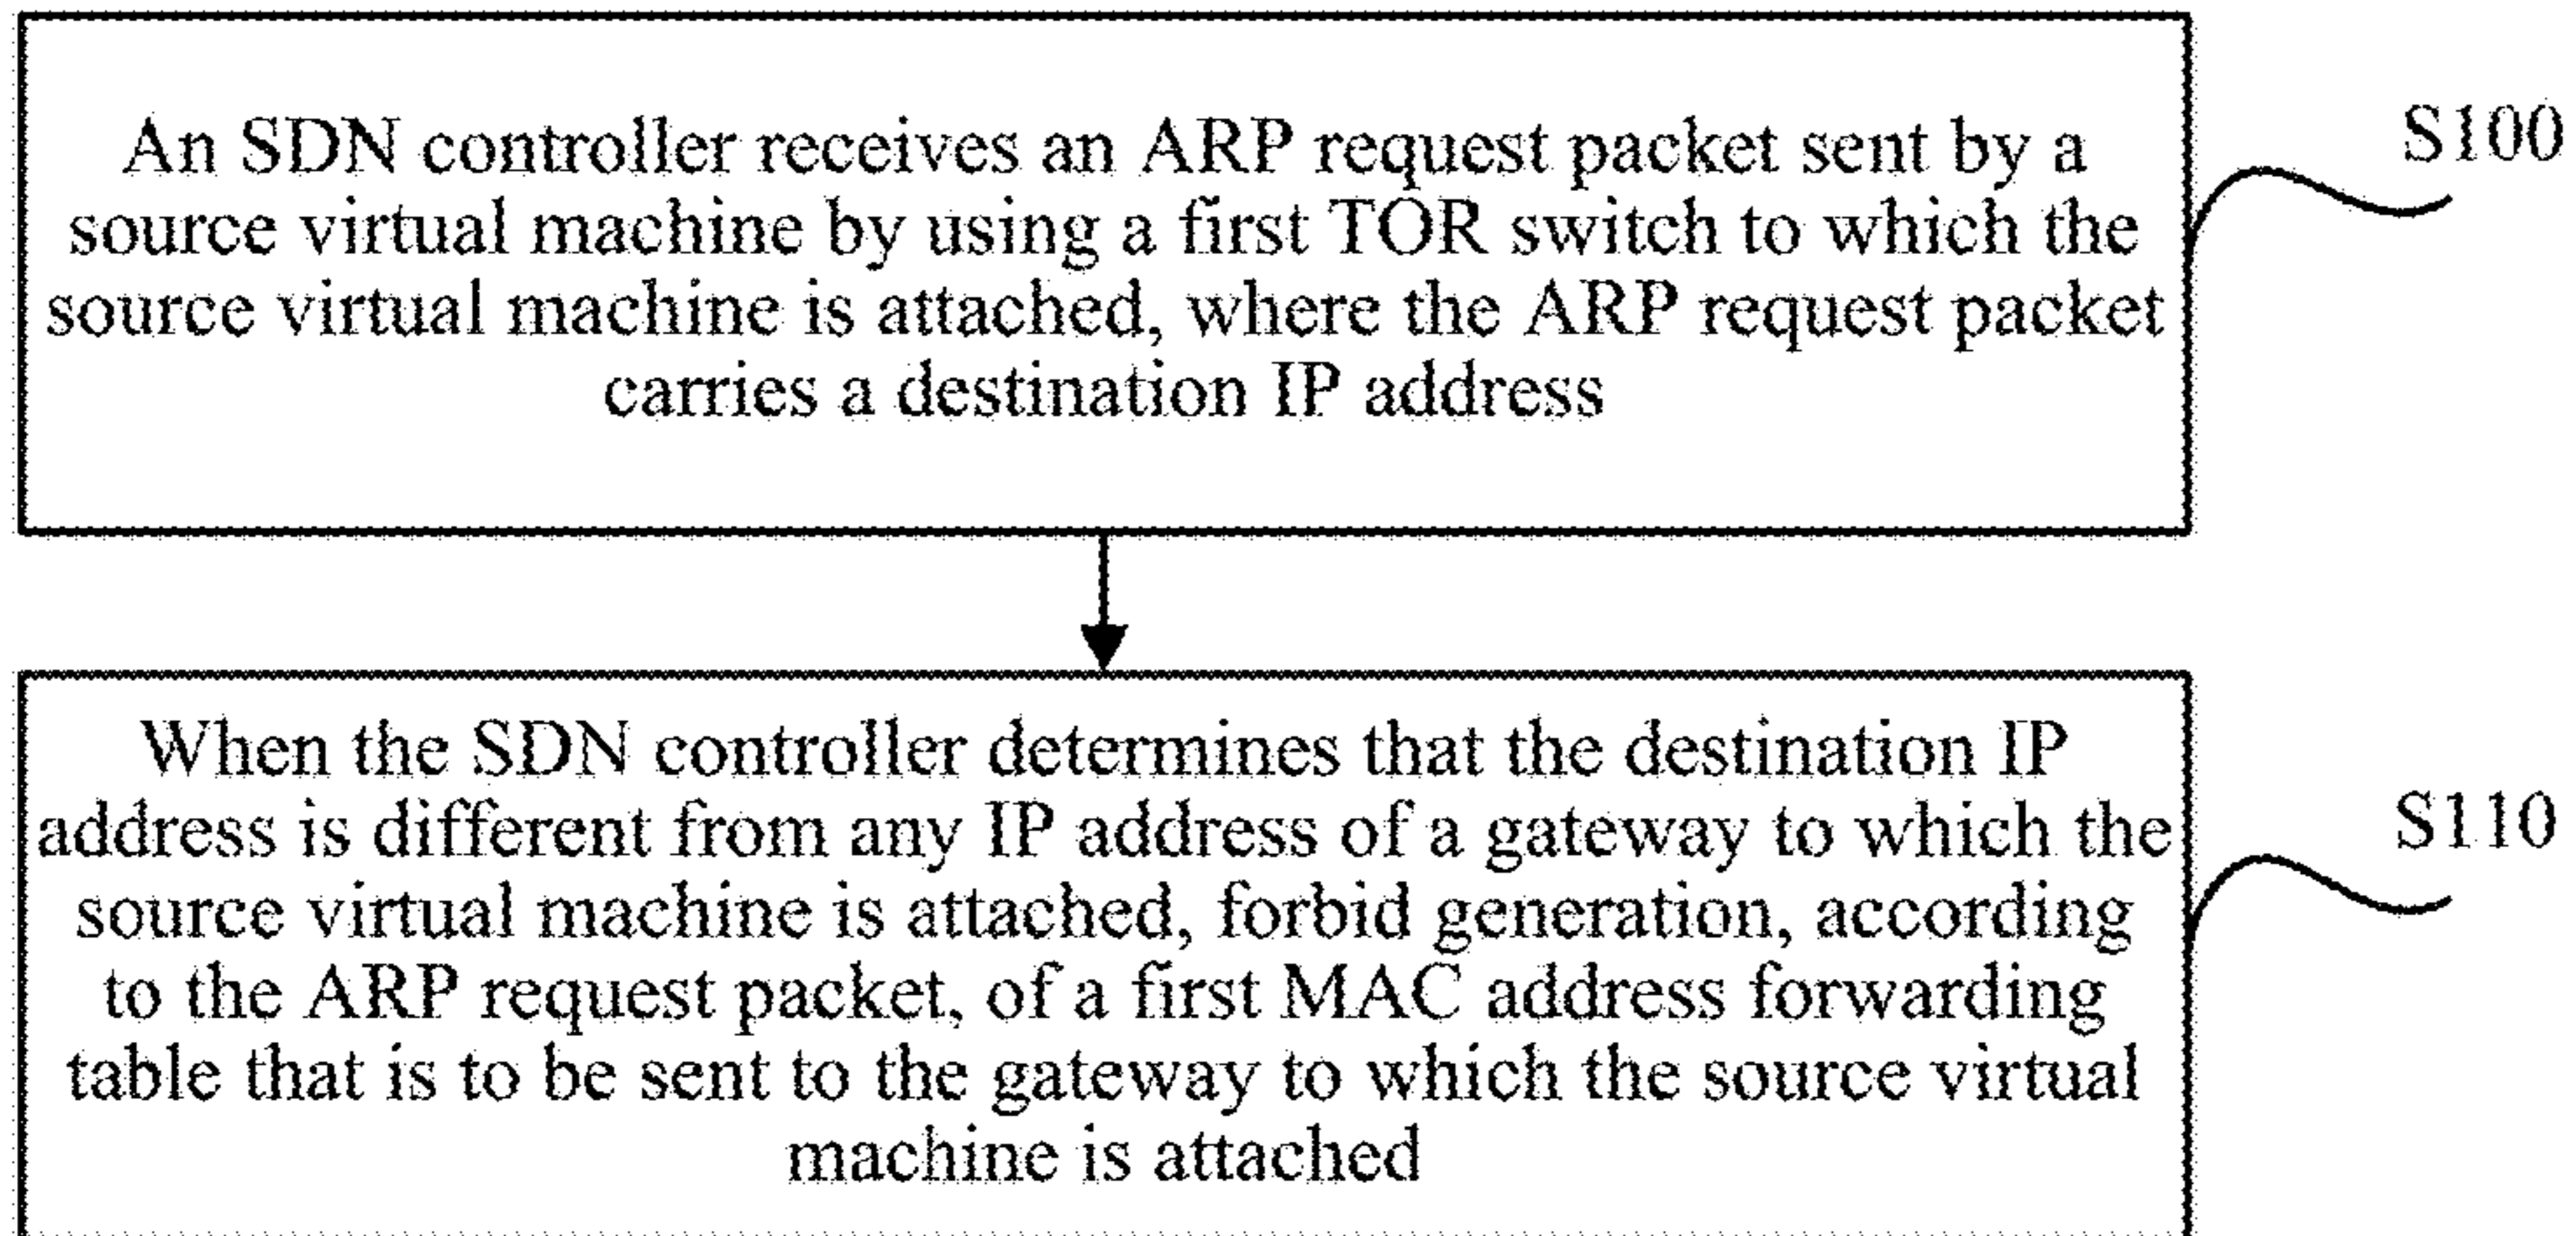 An SDN controller receives an ARP request packet sent by a
source virtual machine by using a first TOR switch to which the
source virtual machine is attached, where the ARP request packet
carries a destination IP address
S100
When the SDN controller determines that the destination IP
address is different from any IP address of a gateway to which the
source virtual machine is attached, forbid generation, according
to the ARP request packet, of a first MAC address forwarding
table that is to be sent to the gateway to which the source virtual
machine is attached
S110